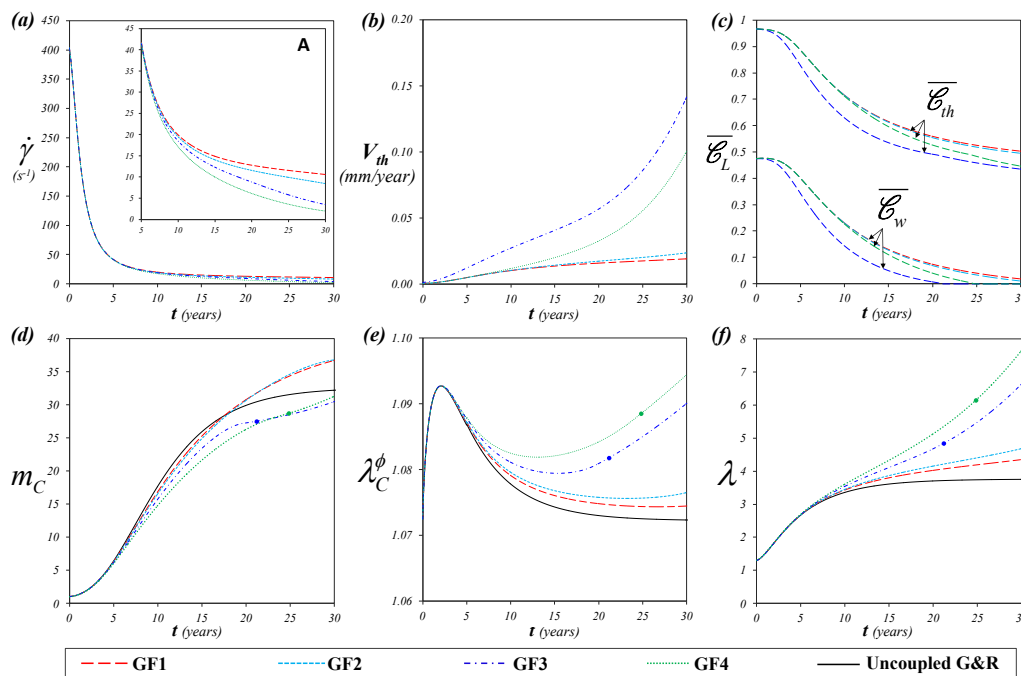 (a)
450
400
350
300
250
200
150
100
50
0
γ̇
(s⁻¹)
0 5 10 15 20 25 30
t (years)
A
45
40
35
30
25
20
15
10
5
0
5 10 15 20 25 30
(b)
0.20
0.15
0.10
0.05
0.00
V_th
(mm/year)
0 5 10 15 20 25 30
t (years)
(c)
1
0.9
0.8
0.7
0.6
0.5
0.4
0.3
0.2
0.1
0
𝒞_L
𝒞_th
𝒞_w
0 5 10 15 20 25 30
t (years)
(d)
40
35
30
25
20
15
10
5
0
m_C
0 5 10 15 20 25 30
t (years)
(e)
1.10
1.09
1.08
1.07
1.06
λ_C^ϕ
0 5 10 15 20 25 30
t (years)
(f)
8
7
6
5
4
3
2
1
0
λ
0 5 10 15 20 25 30
t (years)
GF1 GF2 GF3 GF4 Uncoupled G&R